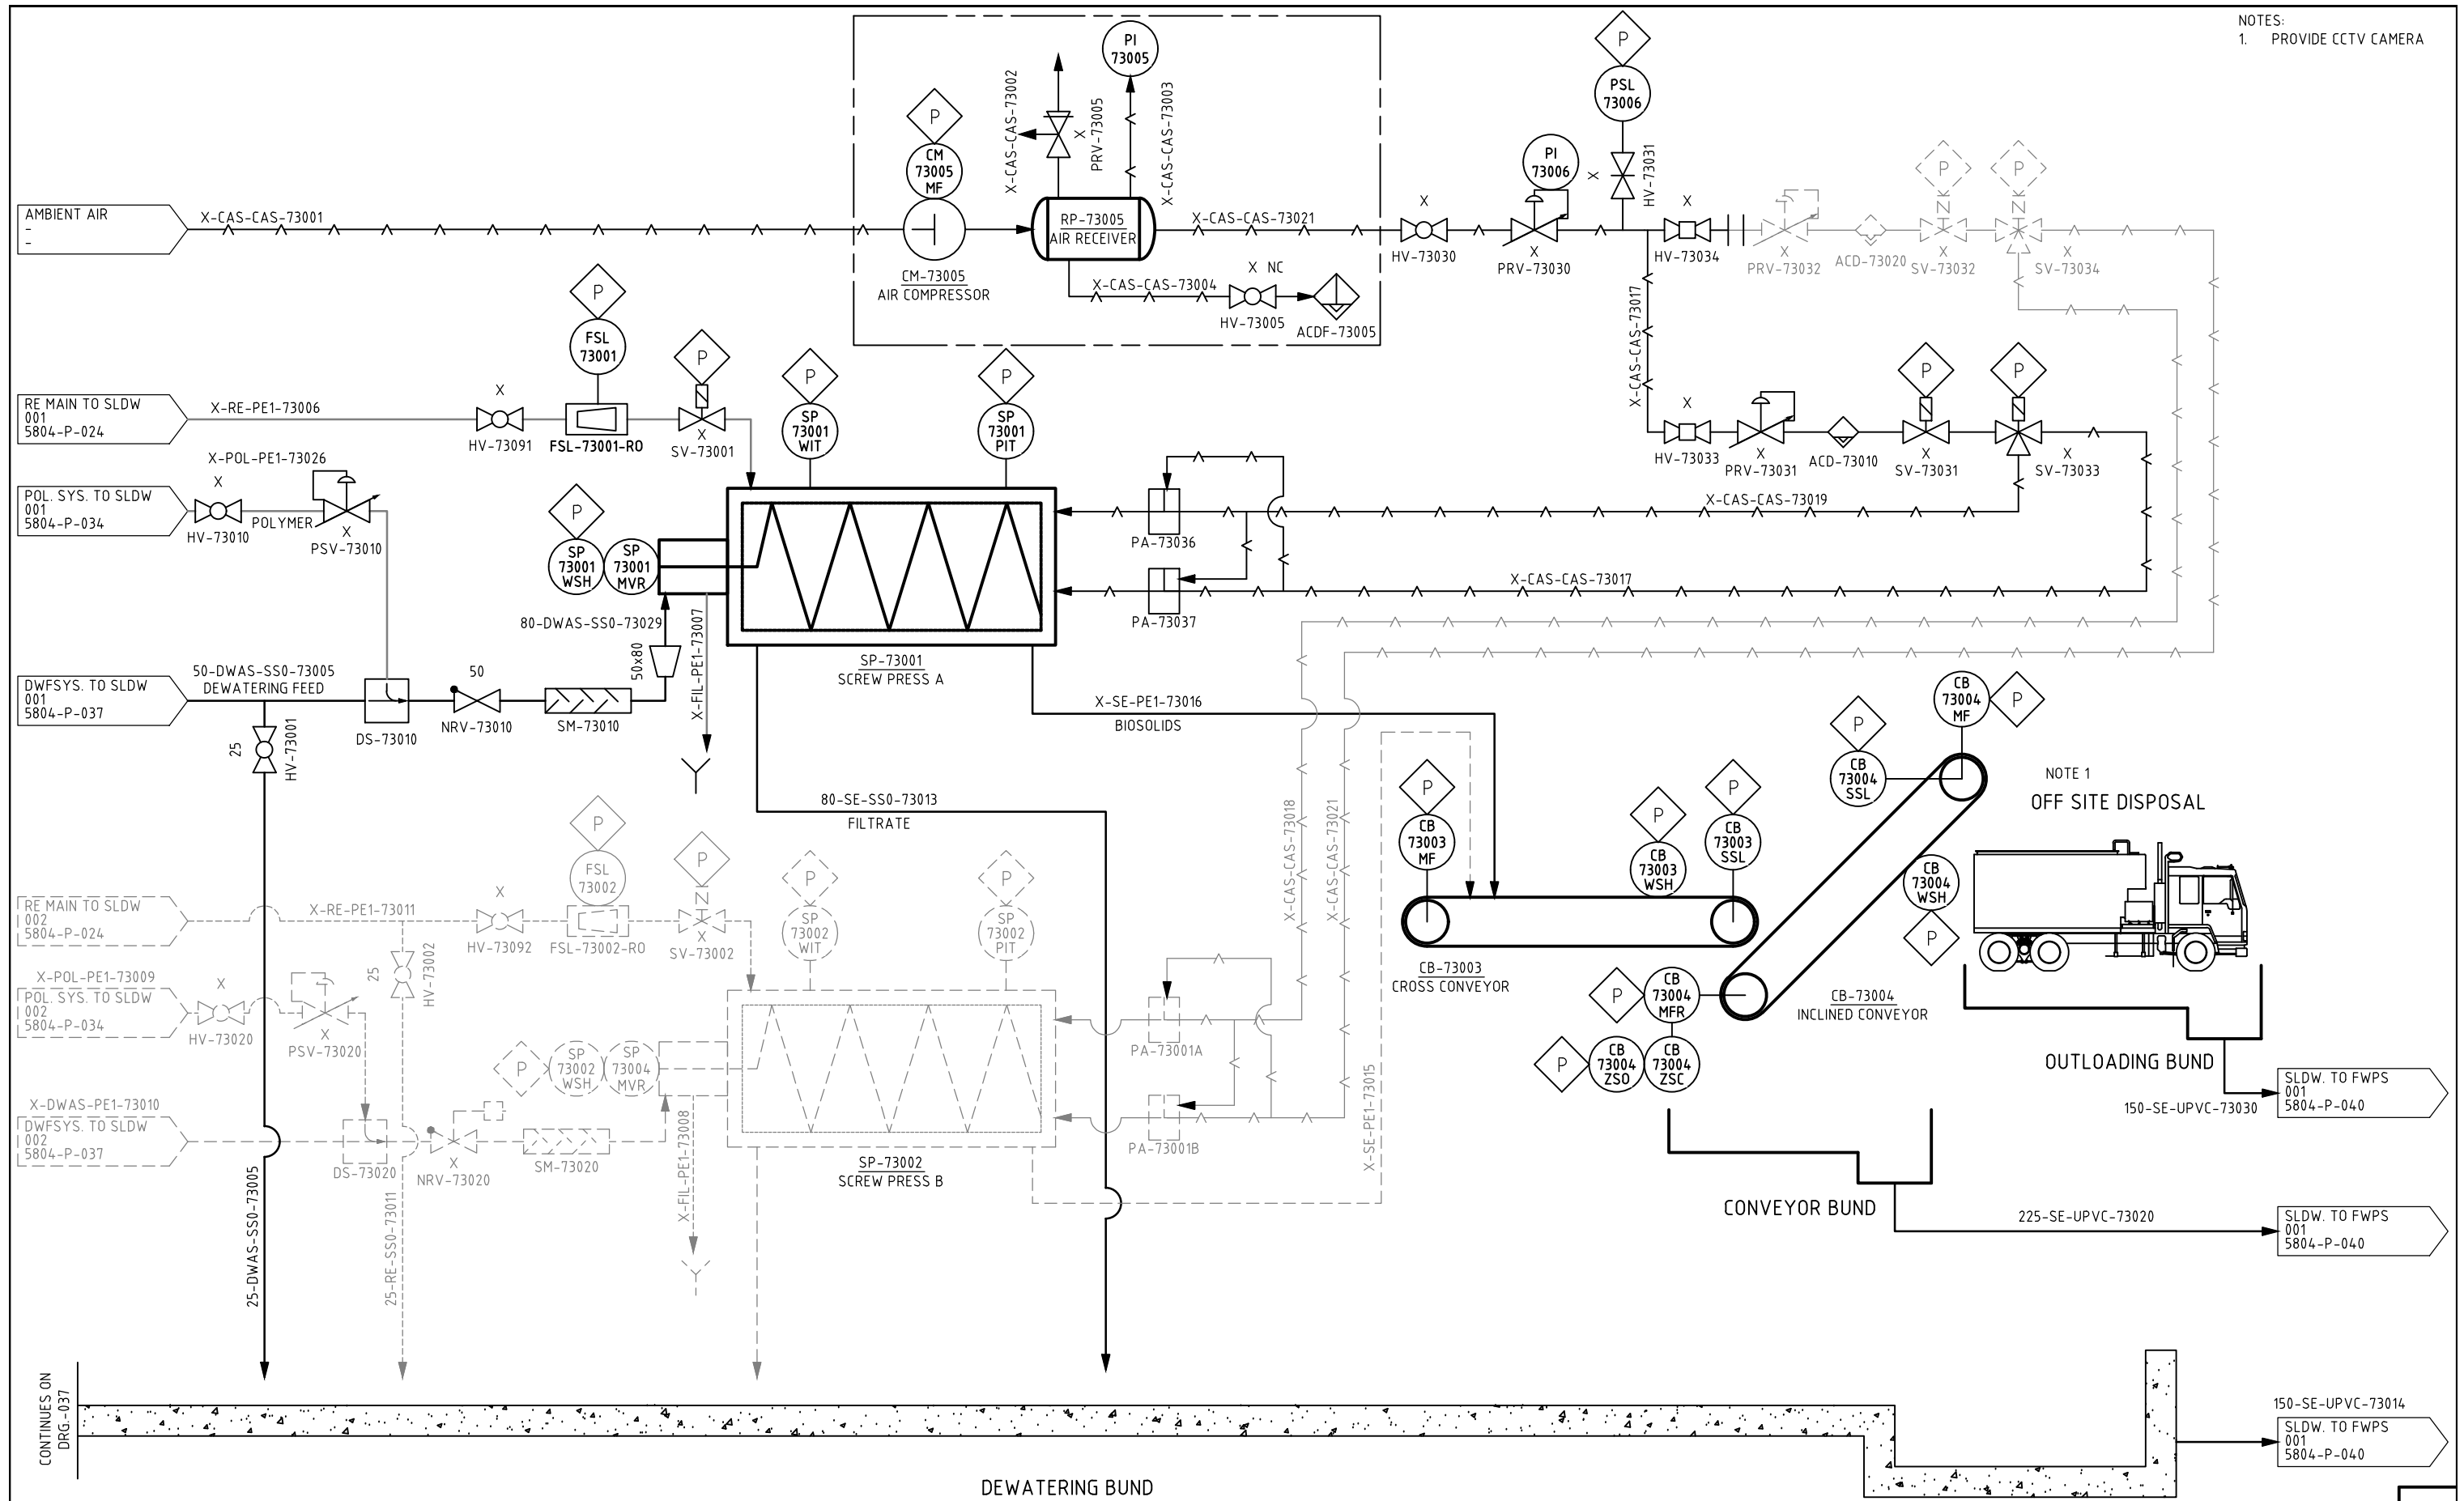 NOTES:
1. PROVIDE CCTV CAMERA
AMBIENT AIR
-
-
X-CAS-CAS-73001
P
CM
73005
MF
CM-73005
AIR COMPRESSOR
X-CAS-CAS-73002
X
PRV-73005
PI
73005
X-CAS-CAS-73003
RP-73005
AIR RECEIVER
X-CAS-CAS-73021
X-CAS-CAS-73004
X NC
HV-73005
ACDF-73005
X
HV-73030
PI
73006
X
PRV-73030
P
PSL
73006
X
HV-73031
X
HV-73034
X
PRV-73032
ACD-73020
P
X
SV-73032
P
X
SV-73034
X-CAS-CAS-73017
X
HV-73033
X
PRV-73031
ACD-73010
P
X
SV-73031
P
X
SV-73033
RE MAIN TO SLDW
001
5804-P-024
X-RE-PE1-73006
X
HV-73091
P
FSL
73001
FSL-73001-RO
P
X
SV-73001
P
SP
73001
WIT
P
SP
73001
PIT
X-POL-PE1-73026
POL. SYS. TO SLDW
001
5804-P-034
X
HV-73010
POLYMER
X
PSV-73010
P
SP
73001
WSH
SP
73001
MVR
80-DWAS-SS0-73029
50x80
X-FIL-PE1-73007
SP-73001
SCREW PRESS A
PA-73036
PA-73037
X-CAS-CAS-73019
X-CAS-CAS-73017
DWFSYS. TO SLDW
001
5804-P-037
50-DWAS-SS0-73005
DEWATERING FEED
25
HV-73001
DS-73010
50
NRV-73010
SM-73010
X-SE-PE1-73016
BIOSOLIDS
80-SE-SS0-73013
FILTRATE
X-CAS-CAS-73018
X-CAS-CAS-73021
P
CB
73003
MF
P
CB
73003
WSH
P
CB
73003
SSL
CB-73003
CROSS CONVEYOR
P
CB
73004
SSL
CB
73004
MF
P
CB
73004
WSH
P
NOTE 1
OFF SITE DISPOSAL
P
CB
73004
MFR
P
CB
73004
ZSO
CB
73004
ZSC
CB-73004
INCLINED CONVEYOR
OUTLOADING BUND
SLDW. TO FWPS
001
5804-P-040
150-SE-UPVC-73030
RE MAIN TO SLDW
002
5804-P-024
X-RE-PE1-73011
25
HV-73002
X
HV-73092
P
FSL
73002
FSL-73002-RO
P
X
SV-73002
P
SP
73002
WIT
P
SP
73002
PIT
X-POL-PE1-73009
POL. SYS. TO SLDW
002
5804-P-034
X
HV-73020
X
PSV-73020
P
SP
73002
WSH
SP
73004
MVR
X-DWAS-PE1-73010
DWFSYS. TO SLDW
002
5804-P-037
DS-73020
X
NRV-73020
SM-73020
X-FIL-PE1-73008
SP-73002
SCREW PRESS B
PA-73001A
PA-73001B
X-SE-PE1-73015
25-DWAS-SS0-73005
25-RE-SS0-73011
CONVEYOR BUND
225-SE-UPVC-73020
SLDW. TO FWPS
001
5804-P-040
CONTINUES ON
DRG.-037
DEWATERING BUND
150-SE-UPVC-73014
SLDW. TO FWPS
001
5804-P-040